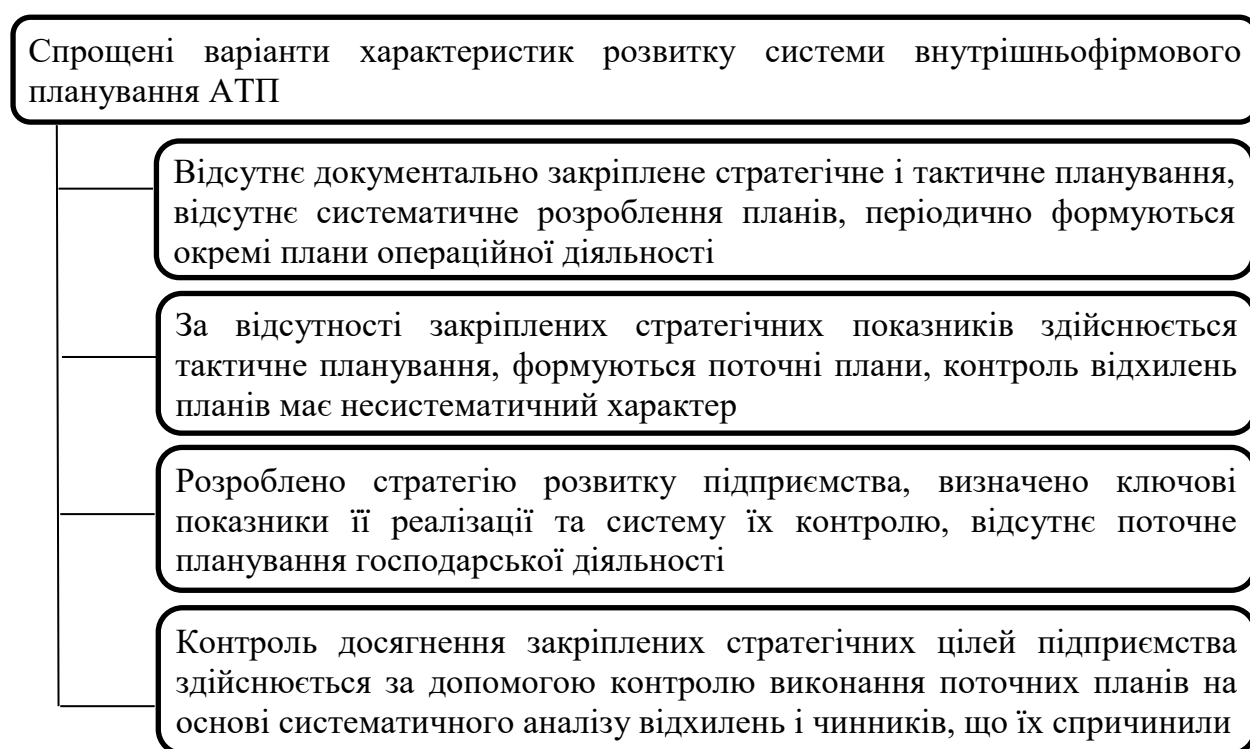 Спрощені варіанти характеристик розвитку системи внутрішньофірмового
планування АТП
Відсутнє документально закріплене стратегічне і тактичне планування,
відсутнє систематичне розроблення планів, періодично формуються
окремі плани операційної діяльності
За відсутності закріплених стратегічних показників здійснюється
тактичне планування, формуються поточні плани, контроль відхилень
планів має несистематичний характер
Розроблено стратегію розвитку підприємства, визначено ключові
показники її реалізації та систему їх контролю, відсутнє поточне
планування господарської діяльності
Контроль досягнення закріплених стратегічних цілей підприємства
здійснюється за допомогою контролю виконання поточних планів на
основі систематичного аналізу відхилень і чинників, що їх спричинили